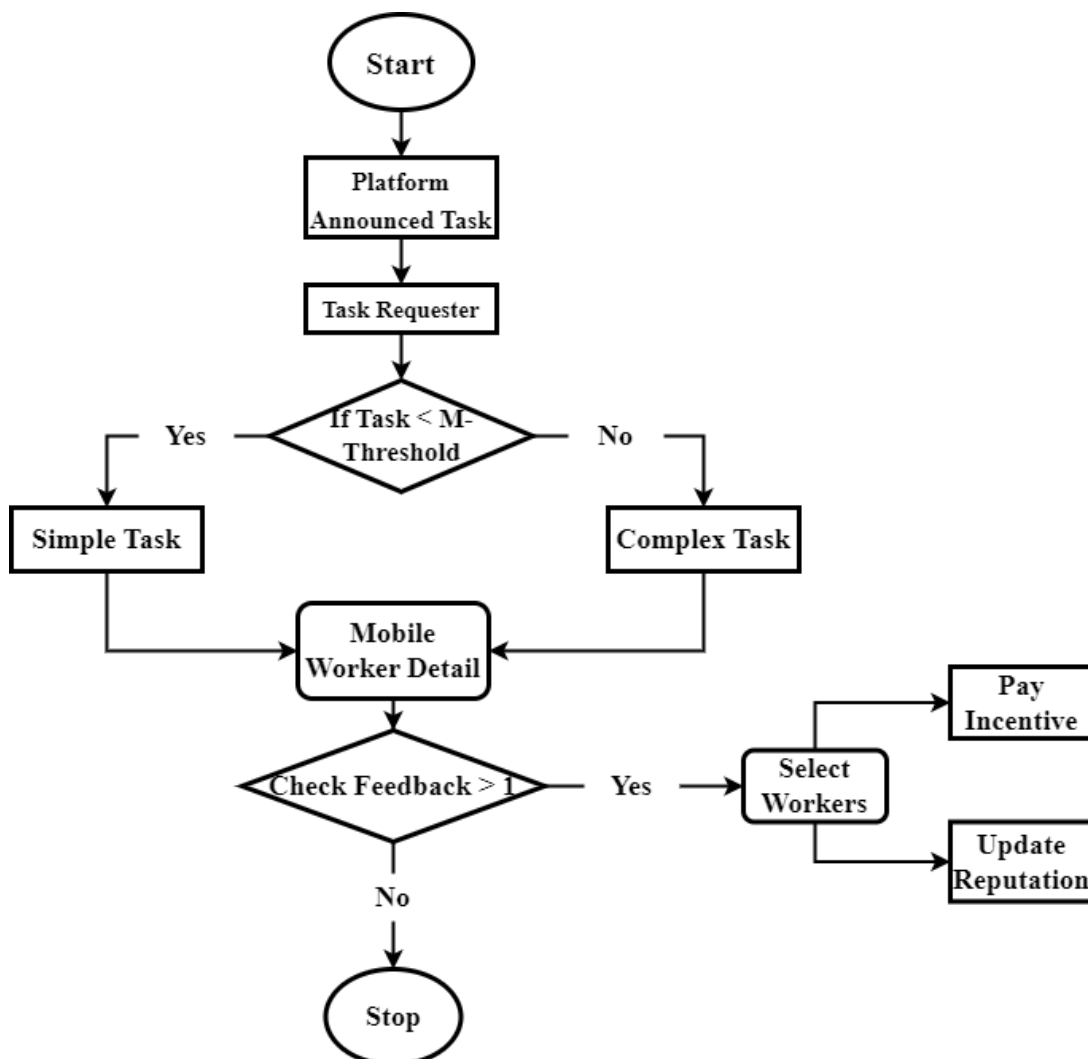 Start
Platform
Announced Task
Task Requester
If Task < M-
Threshold
Yes
No
Simple Task
Complex Task
Mobile
Worker Detail
Pay
Incentive
Check Feedback > 1
Yes
Select
Workers
Update
Reputation
No
Stop